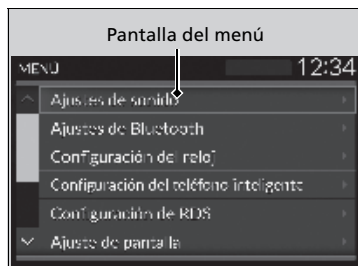 Pantalla del menú
MENÚ 12:34
Ajustes de sonido
Ajustes de Bluetooth
Configuración del reloj
Configuración del teléfono inteligente
Configuración de RDS
Ajuste de pantalla